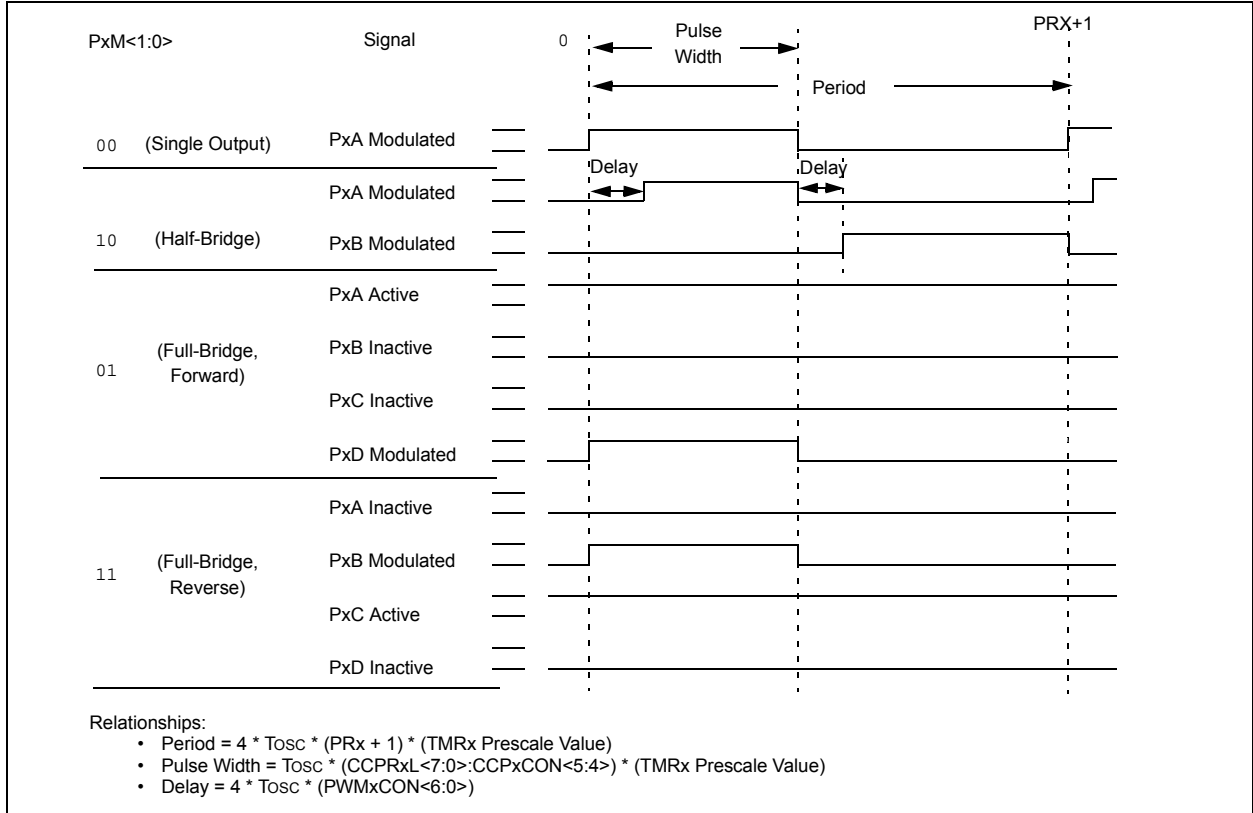 PxM<1:0>
Signal
0
Pulse
Width
PRX+1
Period
00
(Single Output)
PxA Modulated
Delay
Delay
PxA Modulated
10
(Half-Bridge)
PxB Modulated
PxA Active
01
(Full-Bridge,
Forward)
PxB Inactive
PxC Inactive
PxD Modulated
PxA Inactive
11
(Full-Bridge,
Reverse)
PxB Modulated
PxC Active
PxD Inactive
Relationships:
• Period = 4 * TOSC * (PRx + 1) * (TMRx Prescale Value)
• Pulse Width = TOSC * (CCPRxL<7:0>:CCPxCON<5:4>) * (TMRx Prescale Value)
• Delay = 4 * TOSC * (PWMxCON<6:0>)